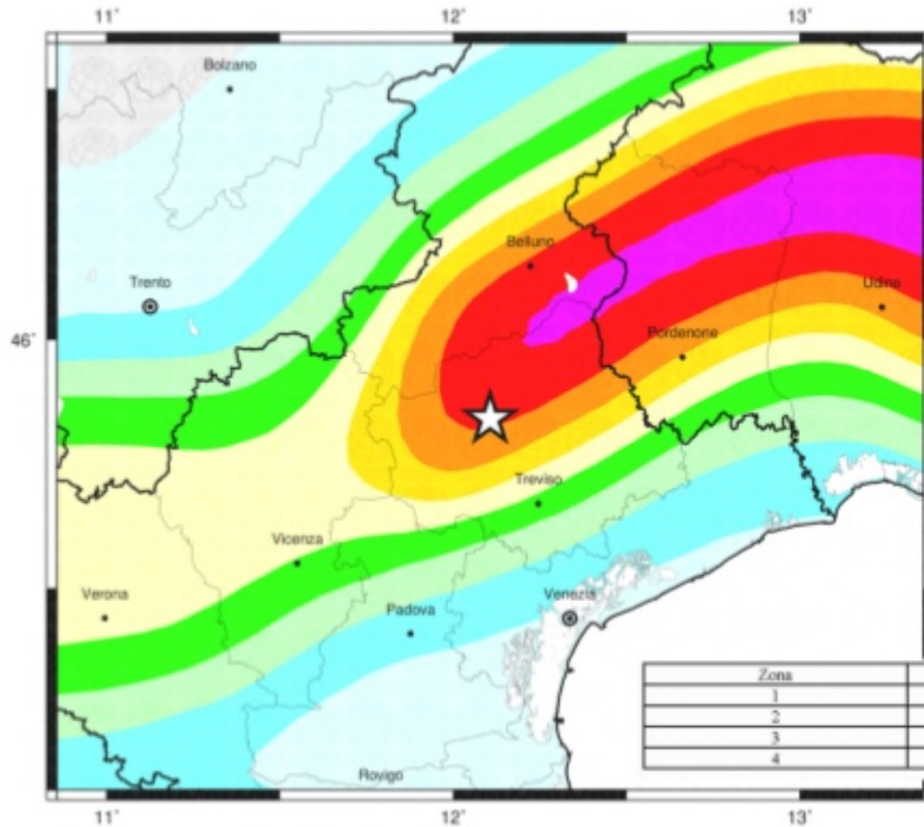 11° 12° 13°
Bolzano
Belluno
Trento
Udine
46°
Pordenone
Treviso
Vicenza
Verona
Padova
Venezia
Zona
1
2
3
4
Rovigo
11° 12° 13°